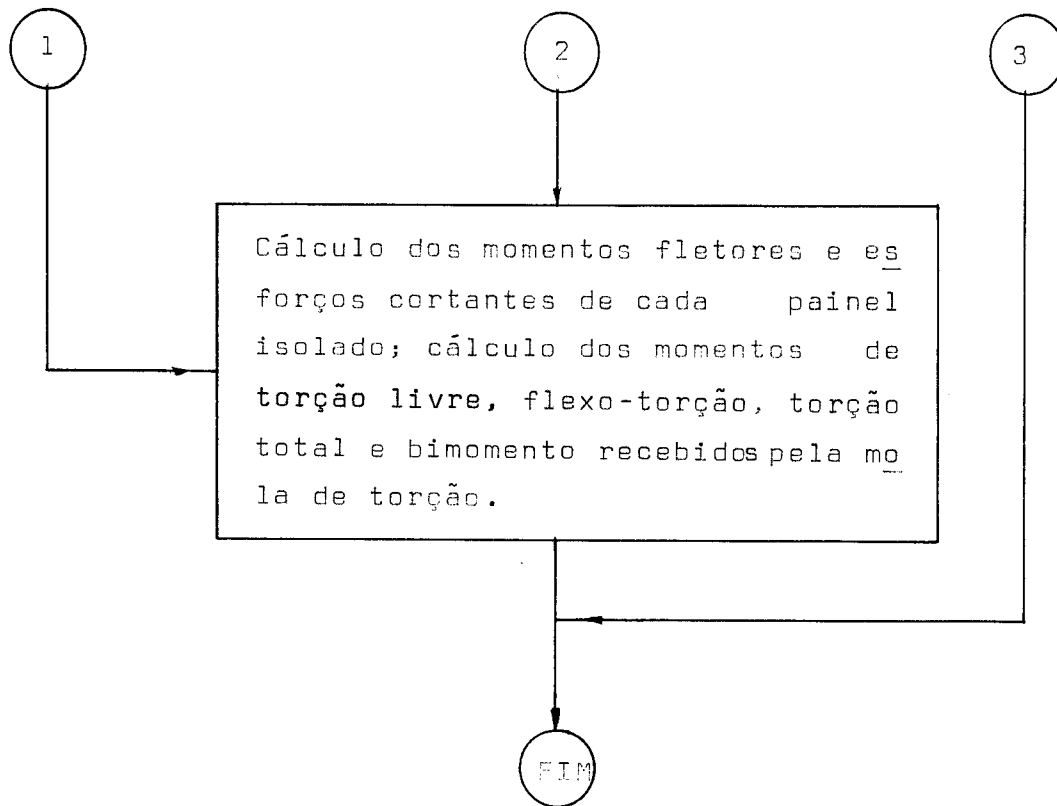 1
2
3
Cálculo dos momentos fletores e es
forços cortantes de cada painel
isolado; cálculo dos momentos de
torção livre, flexo-torção, torção
total e bimomento recebidos pela mo
la de torção.
FIM